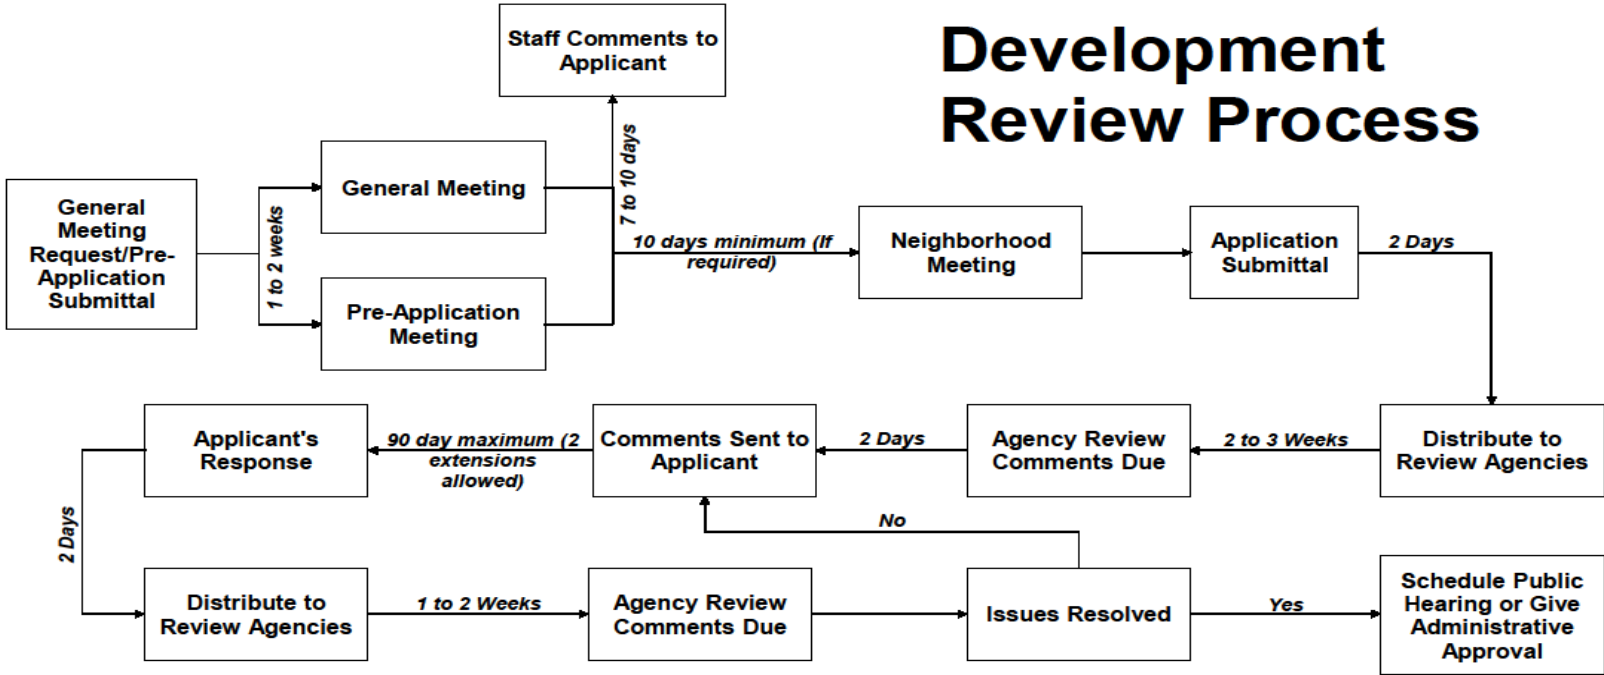 Development
Review Process
Staff Comments to
Applicant
7 to 10 days
General
Meeting
Request/Pre-
Application
Submittal
1 to 2 weeks
General Meeting
Pre-Application
Meeting
10 days minimum (If
required)
Neighborhood
Meeting
Application
Submittal
2 Days
Distribute to
Review Agencies
2 to 3 Weeks
Agency Review
Comments Due
2 Days
Comments Sent to
Applicant
90 day maximum (2
extensions
allowed)
Applicant's
Response
2 Days
Distribute to
Review Agencies
1 to 2 Weeks
Agency Review
Comments Due
Issues Resolved
No
Yes
Schedule Public
Hearing or Give
Administrative
Approval